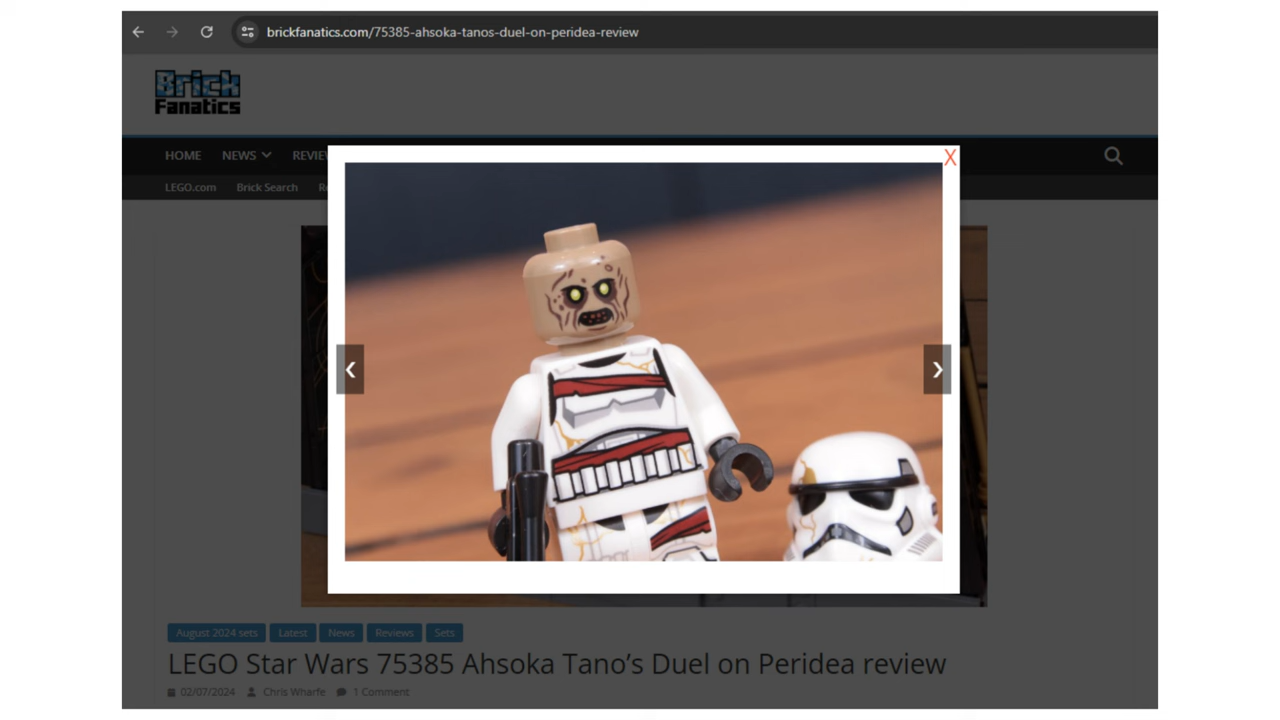 brickfanatics.com/75385-ahsoka-tanos-duel-on-peridea-review
Brick
Fanatics
HOME NEWS
X
LEGO.com Brick Search
August 2024 sets Latest News Reviews Sets
LEGO Star Wars 75385 Ahsoka Tano’s Duel on Peridea review
02/07/2024 Chris Wharfe 1 Comment